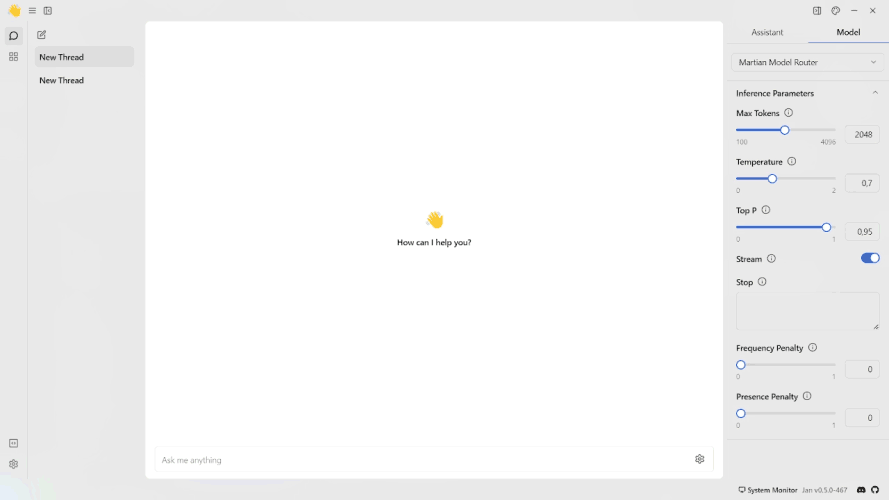 Assistant
Model
New Thread
New Thread
How can I help you?
Ask me anything
Martian Model Router
Inference Parameters
Max Tokens
2048
100
4096
Temperature
0,7
0
2
Top P
0,95
0
1
Stream
Stop
Frequency Penalty
0
0
1
Presence Penalty
0
0
1
System Monitor
Jan v0.5.0-467